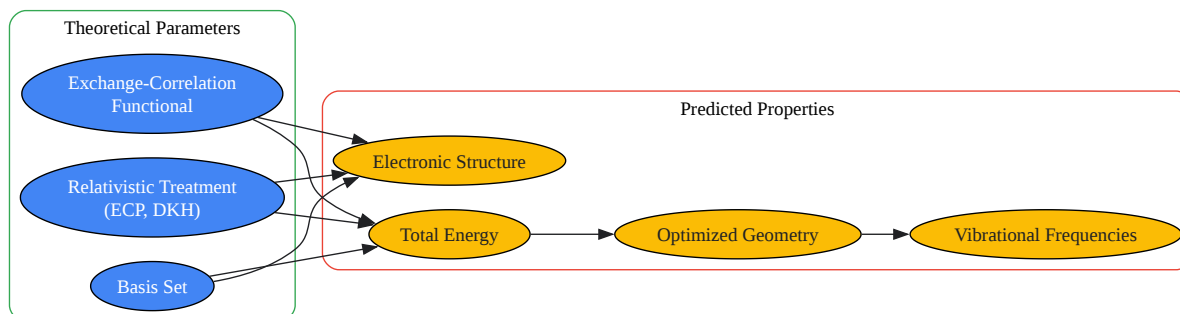 Theoretical Parameters
Exchange-Correlation
Functional
Relativistic Treatment
(ECP, DKH)
Basis Set
Predicted Properties
Electronic Structure
Total Energy
Optimized Geometry
Vibrational Frequencies